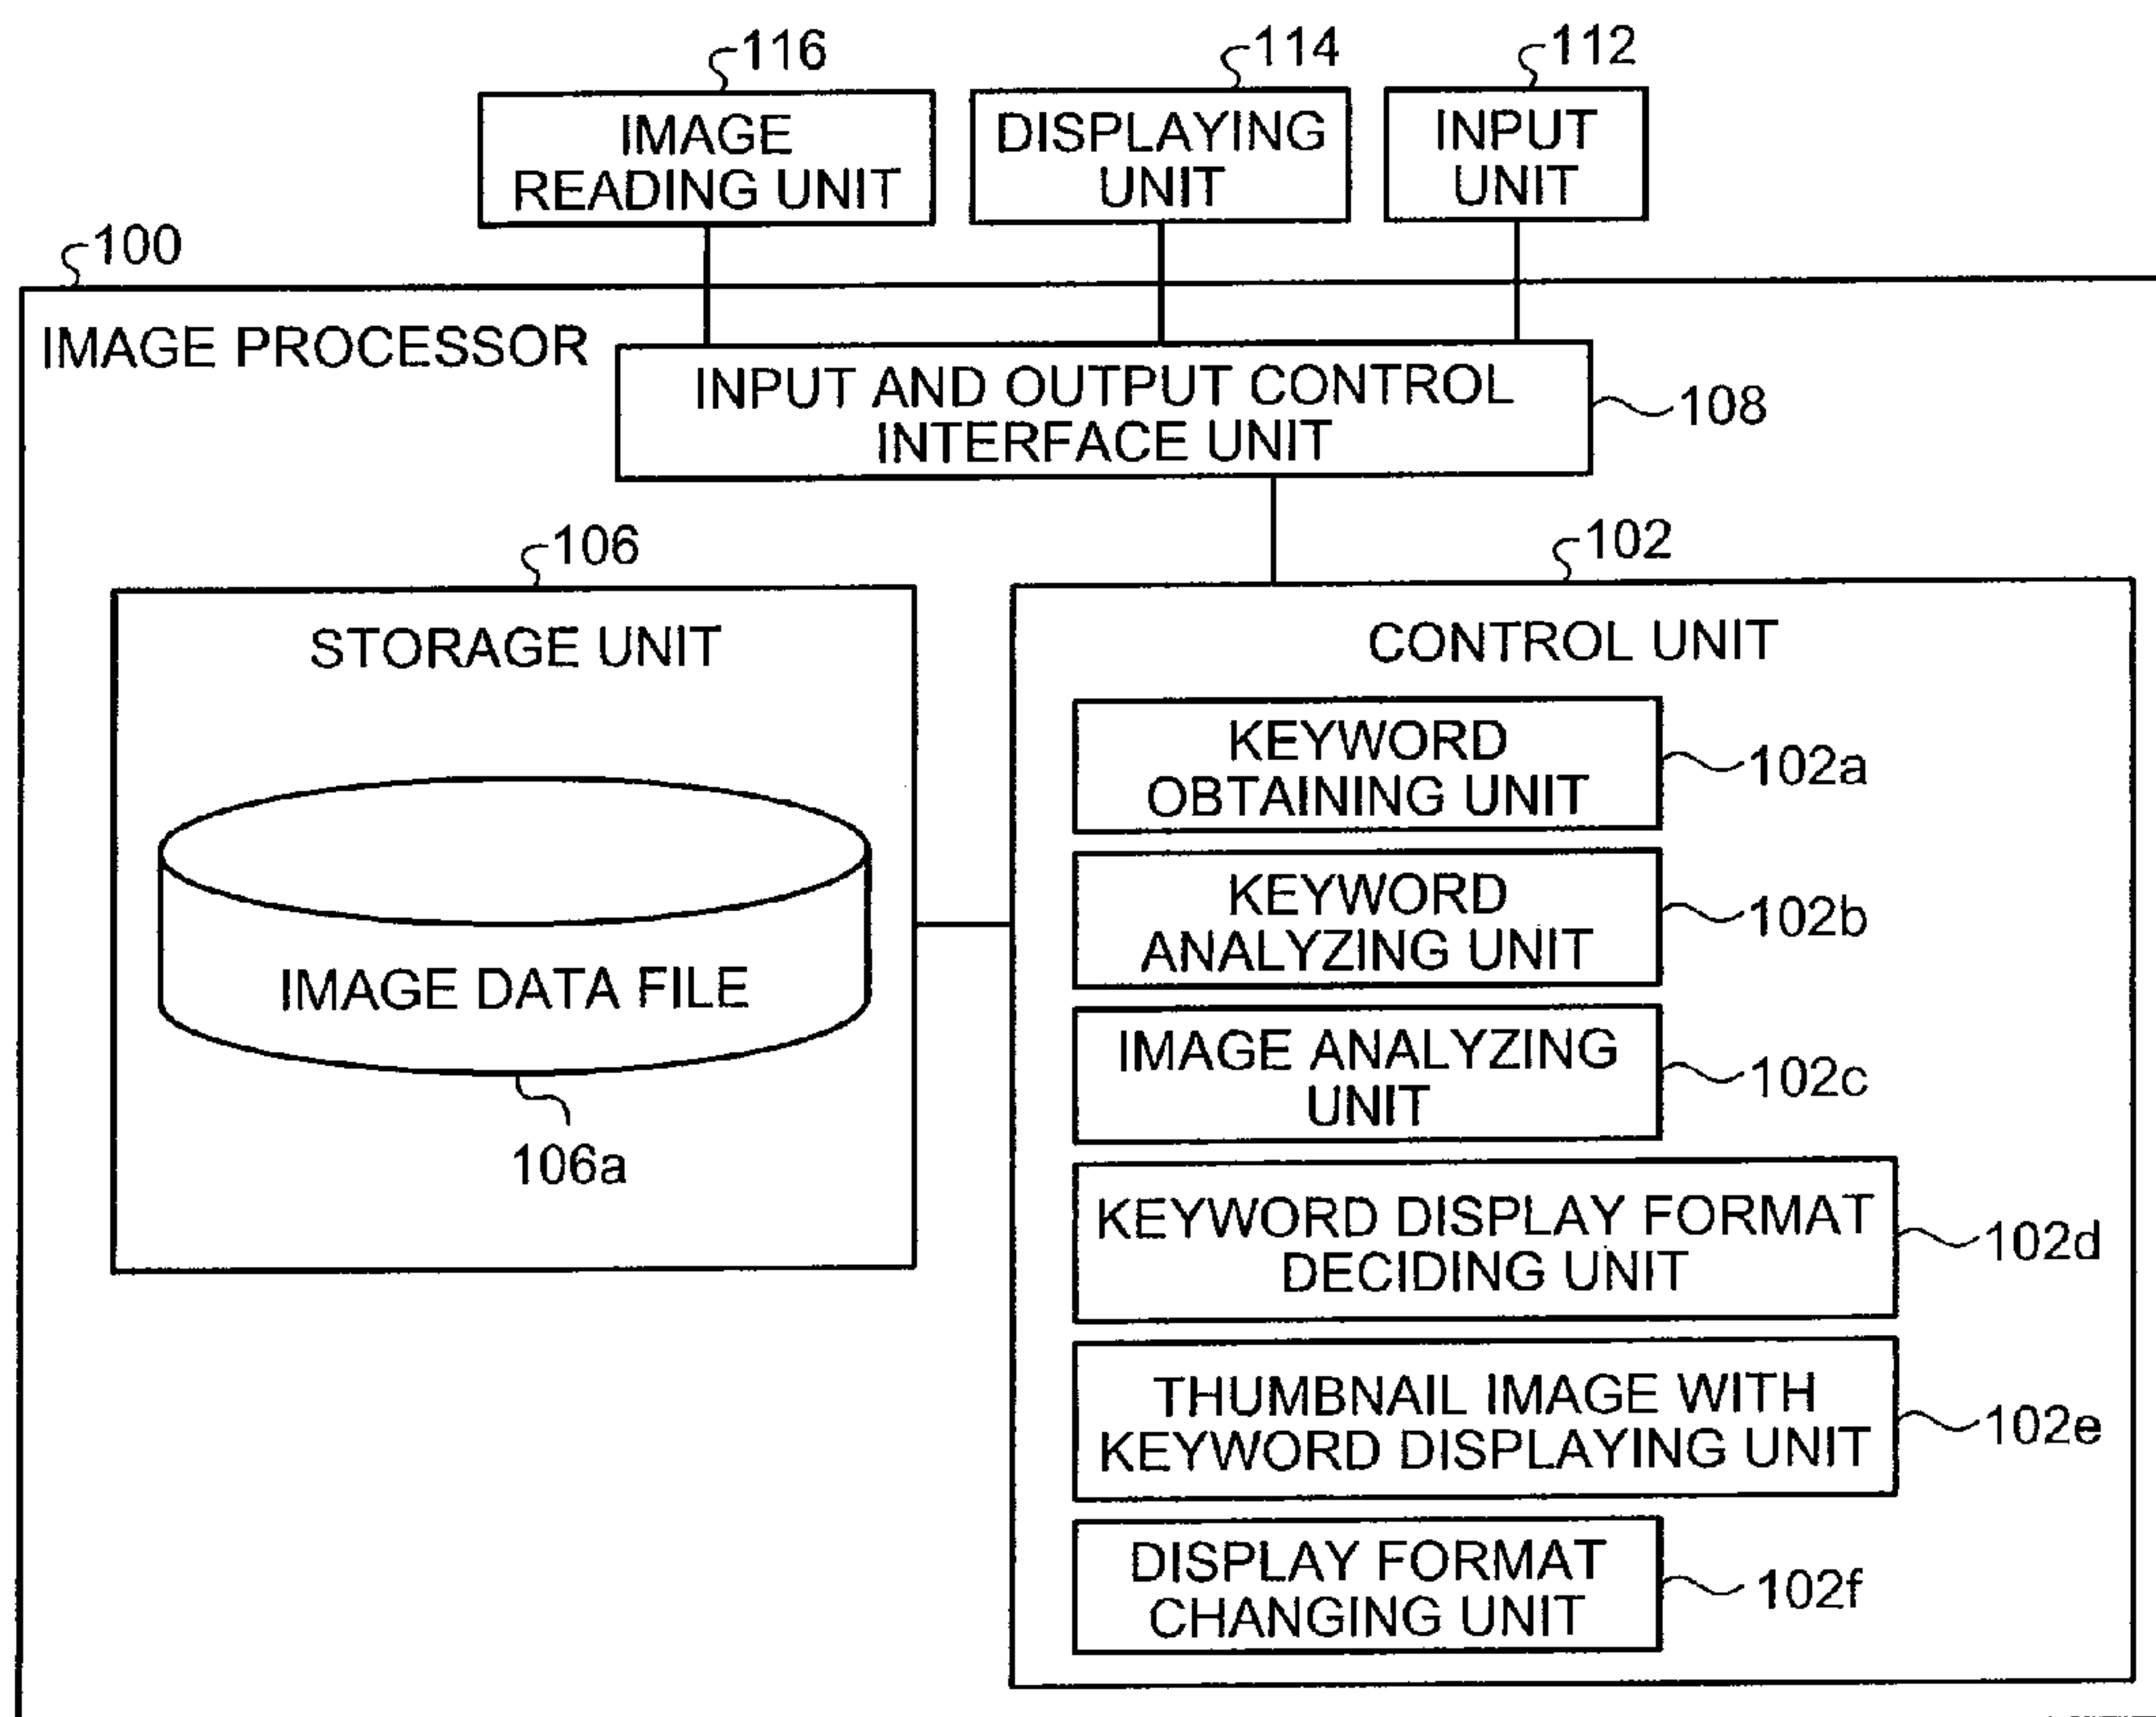 116
114
112
IMAGE
READING UNIT
DISPLAYING
UNIT
INPUT
UNIT
100
IMAGE PROCESSOR
INPUT AND OUTPUT CONTROL
INTERFACE UNIT
108
106
102
STORAGE UNIT
IMAGE DATA FILE
106a
CONTROL UNIT
KEYWORD
OBTAINING UNIT
102a
KEYWORD
ANALYZING UNIT
102b
IMAGE ANALYZING
UNIT
102c
KEYWORD DISPLAY FORMAT
DECIDING UNIT
102d
THUMBNAIL IMAGE WITH
KEYWORD DISPLAYING UNIT
102e
DISPLAY FORMAT
CHANGING UNIT
102f